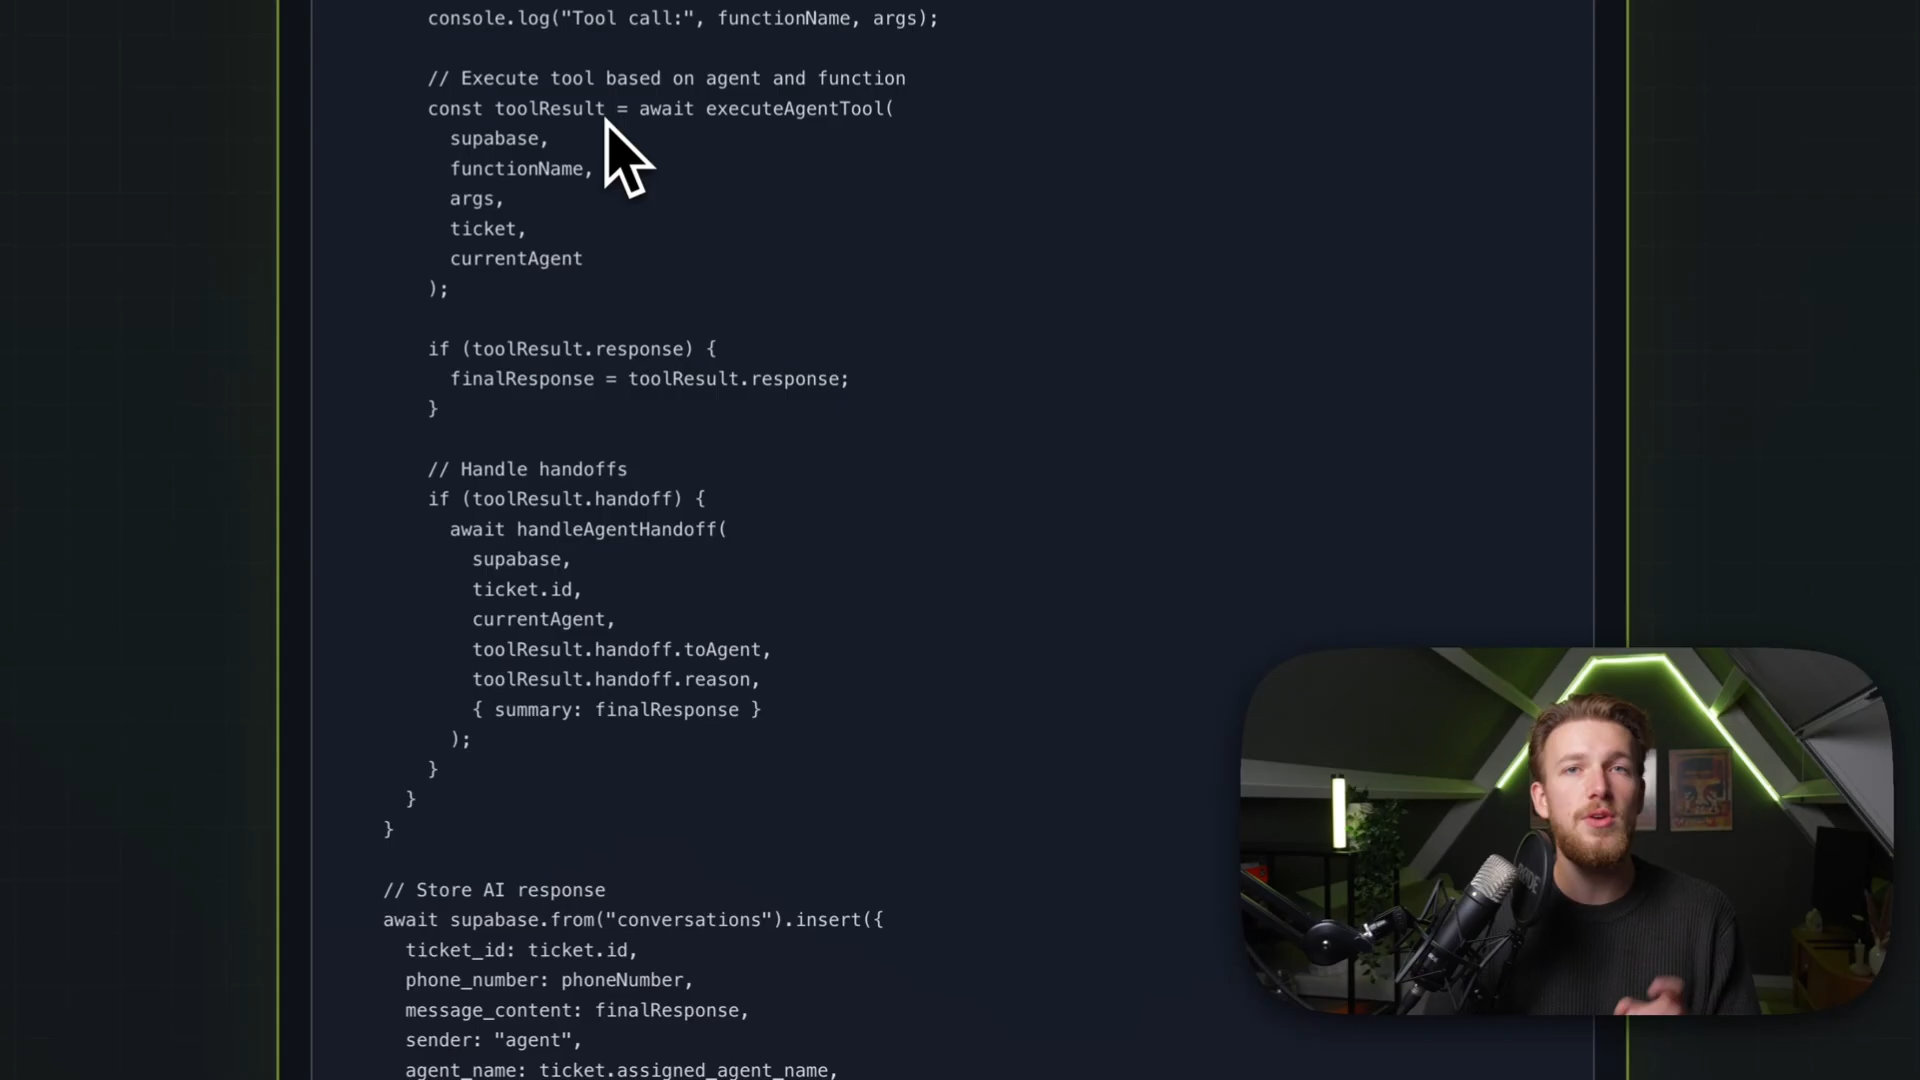 console.log("Tool call:", functionName, args);
// Execute tool based on agent and function
const toolResult = await executeAgentTool(
supabase,
functionName,
args,
ticket,
currentAgent
);
if (toolResult.response) {
finalResponse = toolResult.response;
}
// Handle handoffs
if (toolResult.handoff) {
await handleAgentHandoff(
supabase,
ticket.id,
currentAgent,
toolResult.handoff.toAgent,
toolResult.handoff.reason,
{ summary: finalResponse }
);
}
}
}
// Store AI response
await supabase.from("conversations").insert({
ticket_id: ticket.id,
phone_number: phoneNumber,
message_content: finalResponse,
sender: "agent",
agent_name: ticket.assigned_agent_name,
RODE